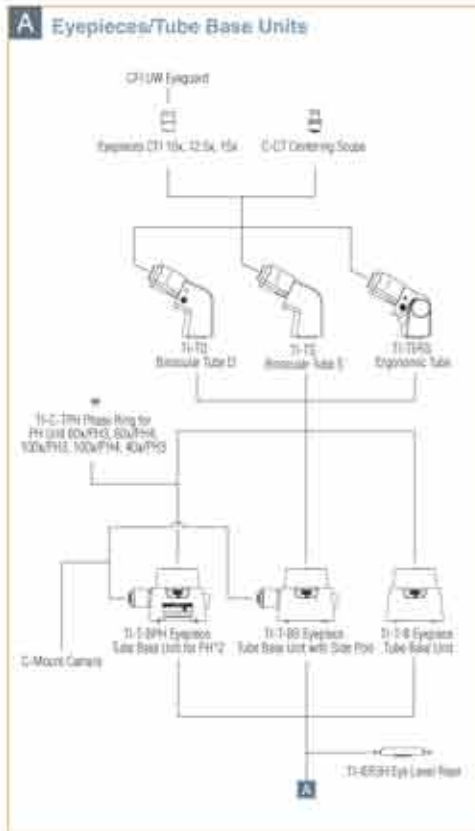 A Eyepieces/Tube Base Units
CFI UW Eyeguard
Eyepieces CFI 10x, 12.5x, 15x
C-CT Centering Scope
TI-TD
Binocular Tube D
TI-TS
Binocular Tube S
TI-TERG
Ergonomic Tube
TI-C-TPH Phase Ring for
PH Unit 60x/PH3, 60x/PH4,
100x/PH3, 100x/PH4, 40x/PH3
TI-T-BPH Eyepiece
Tube Base Unit for PH*2
TI-T-BS Eyepiece
Tube Base Unit with Side Port
TI-T-B Eyepiece
Tube Base Unit
C-Mount Camera
Eye Level Riser
A